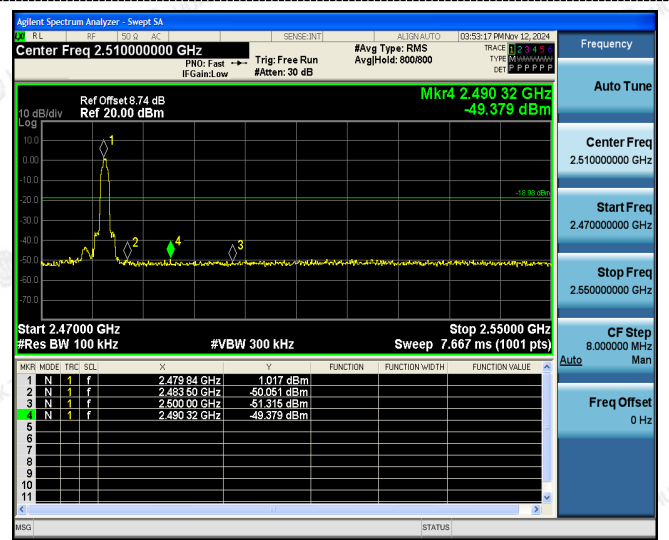 Agilent Spectrum Analyzer - Swept SA
RL RF 50 Ω AC SENSE:INT ALIGN AUTO 03:53:17 PM Nov 12, 2024
Center Freq 2.510000000 GHz #Avg Type: RMS TRACE 1 2 3 4 5 6
PNO: Fast Trig: Free Run Avg|Hold: 800/800 TYPE M W W W W W
IFGain:Low #Atten: 30 dB DET P P P P P P
Mkr4 2.490 32 GHz
-49.379 dBm
Ref Offset 8.74 dB
10 dB/div Ref 20.00 dBm
Log
10.0
0.00
-10.0
-20.0
-30.0
-40.0
-50.0
-60.0
-70.0
1
2
4
3
-18.98 dBm
Start 2.47000 GHz Stop 2.55000 GHz
#Res BW 100 kHz #VBW 300 kHz Sweep 7.667 ms (1001 pts)
MKR MODE TRC SCL X Y FUNCTION FUNCTION WIDTH FUNCTION VALUE
1 N 1 f 2.479 84 GHz 1.017 dBm
2 N 1 f 2.483 50 GHz -50.051 dBm
3 N 1 f 2.500 00 GHz -51.315 dBm
4 N 1 f 2.490 32 GHz -49.379 dBm
5
6
7
8
9
10
11
MSG STATUS
Frequency
Auto Tune
Center Freq
2.510000000 GHz
Start Freq
2.470000000 GHz
Stop Freq
2.550000000 GHz
CF Step
8.000000 MHz
Auto Man
Freq Offset
0 Hz